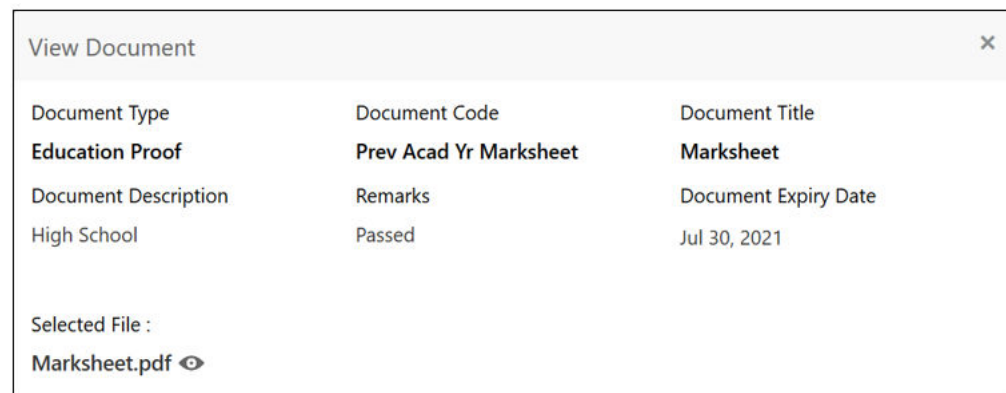 View Document ×
Document Type Document Code Document Title
Education Proof Prev Acad Yr Marksheet Marksheet
Document Description Remarks Document Expiry Date
High School Passed Jul 30, 2021
Selected File :
Marksheet.pdf